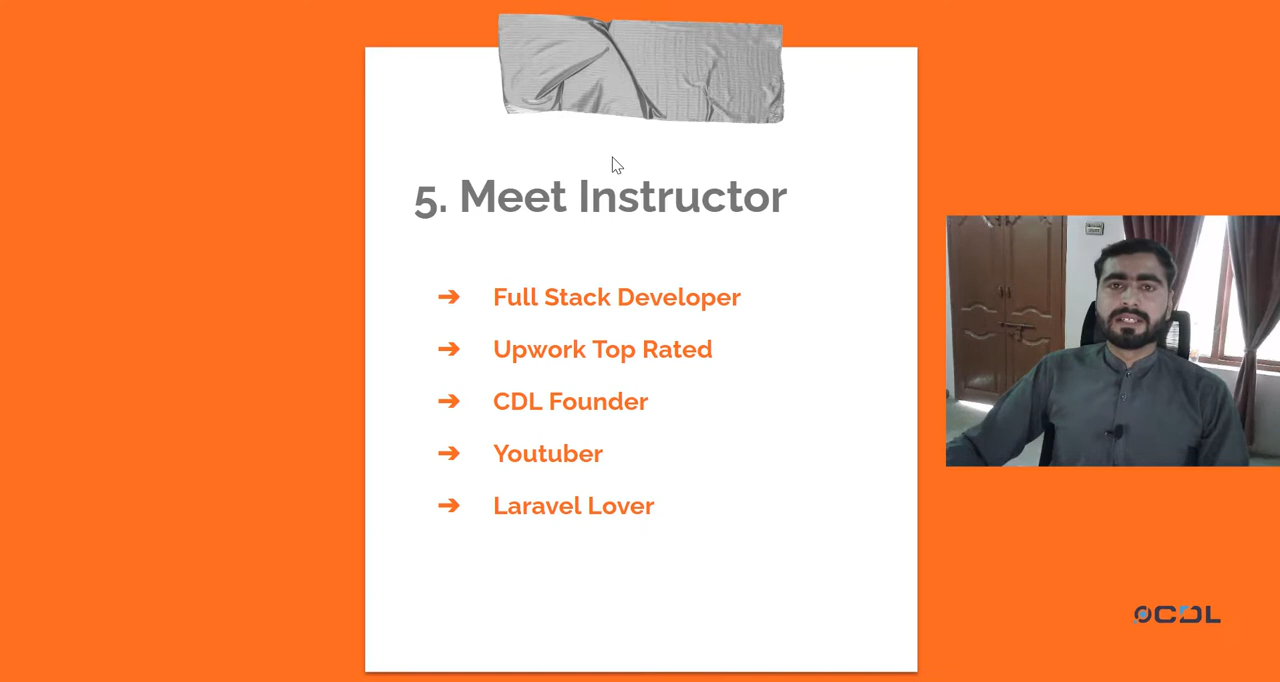 5. Meet Instructor
➔ Full Stack Developer
➔ Upwork Top Rated
➔ CDL Founder
➔ Youtuber
➔ Laravel Lover
CDL